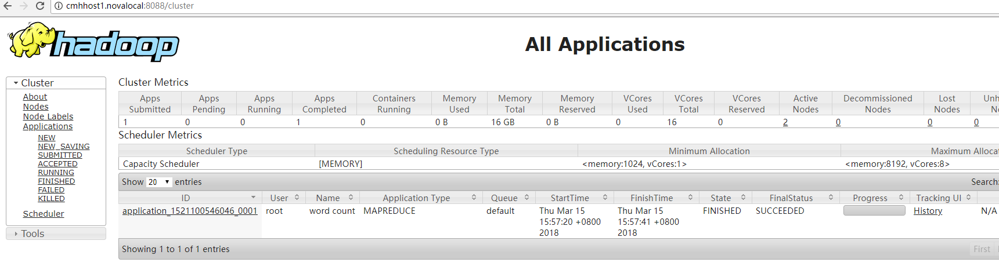 cmhhost1.novalocal:8088/cluster
hadoop
All Applications
Cluster
About
Nodes
Node Labels
Applications
NEW
NEW_SAVING
SUBMITTED
ACCEPTED
RUNNING
FINISHED
FAILED
KILLED
Scheduler
Tools
Cluster Metrics
Apps Submitted Apps Pending Apps Running Apps Completed Containers Running Memory Used Memory Total Memory Reserved VCores Used VCores Total VCores Reserved Active Nodes Decommissioned Nodes Lost Nodes
1 0 0 1 0 0 B 16 GB 0 B 0 16 0 2 0 0 0
Scheduler Metrics
Scheduler Type Scheduling Resource Type Minimum Allocation Maximum Allocat
Capacity Scheduler [MEMORY] <memory:1024, vCores:1> <memory:8192, vCores:8>
Show 20 entries Search:
ID User Name Application Type Queue StartTime FinishTime State FinalStatus Progress Tracking UI
application_1521100546046_0001 root word count MAPREDUCE default Thu Mar 15 15:57:20 +0800 2018 Thu Mar 15 15:57:41 +0800 2018 FINISHED SUCCEEDED History N/A
Showing 1 to 1 of 1 entries First